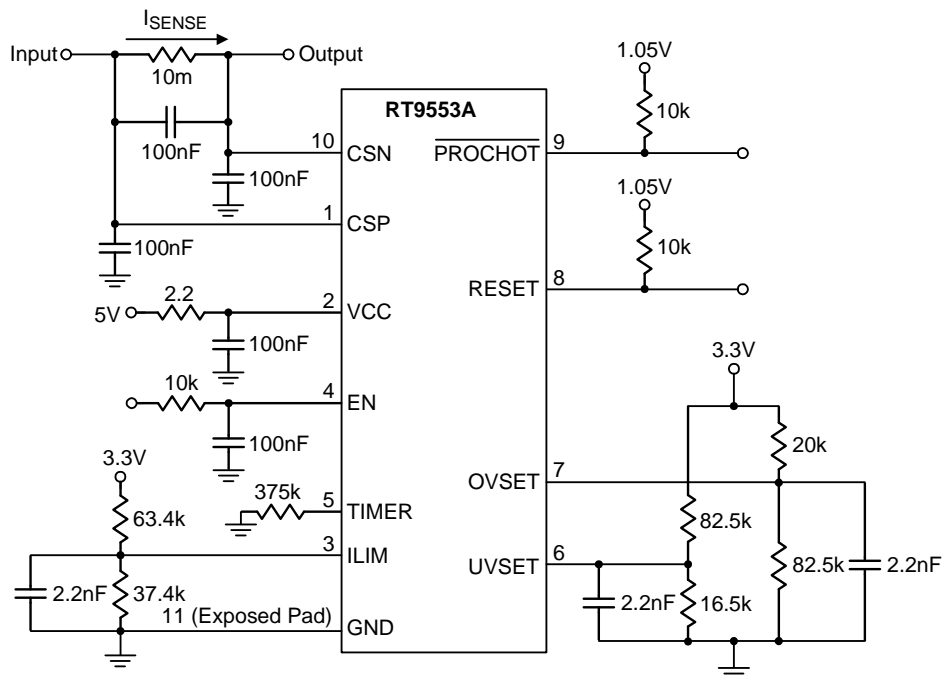 I_SENSE
Input
Output
10m
100nF
100nF
100nF
RT9553A
10
CSN
1
CSP
2.2
5V
2
VCC
100nF
10k
4
EN
100nF
3.3V
63.4k
375k
5
TIMER
3
ILIM
2.2nF
37.4k
11 (Exposed Pad)
GND
1.05V
10k
PROCHOT
9
1.05V
10k
RESET
8
3.3V
20k
OVSET
7
82.5k
UVSET
6
82.5k
2.2nF
2.2nF
16.5k